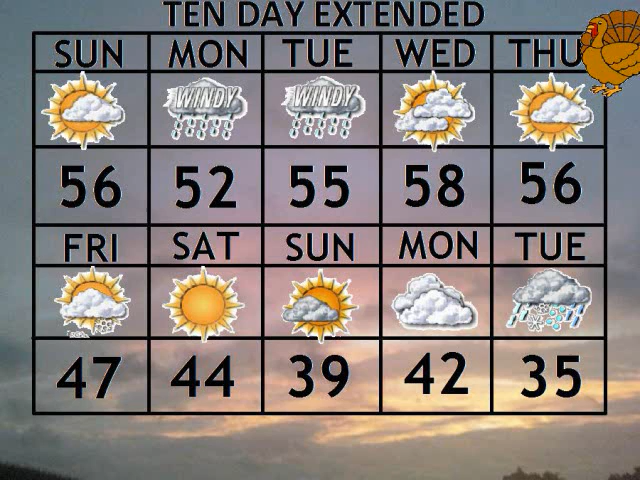 TEN DAY EXTENDED
SUN MON TUE WED THU
WINDY WINDY
56 52 55 58 56
FRI SAT SUN MON TUE
47 44 39 42 35